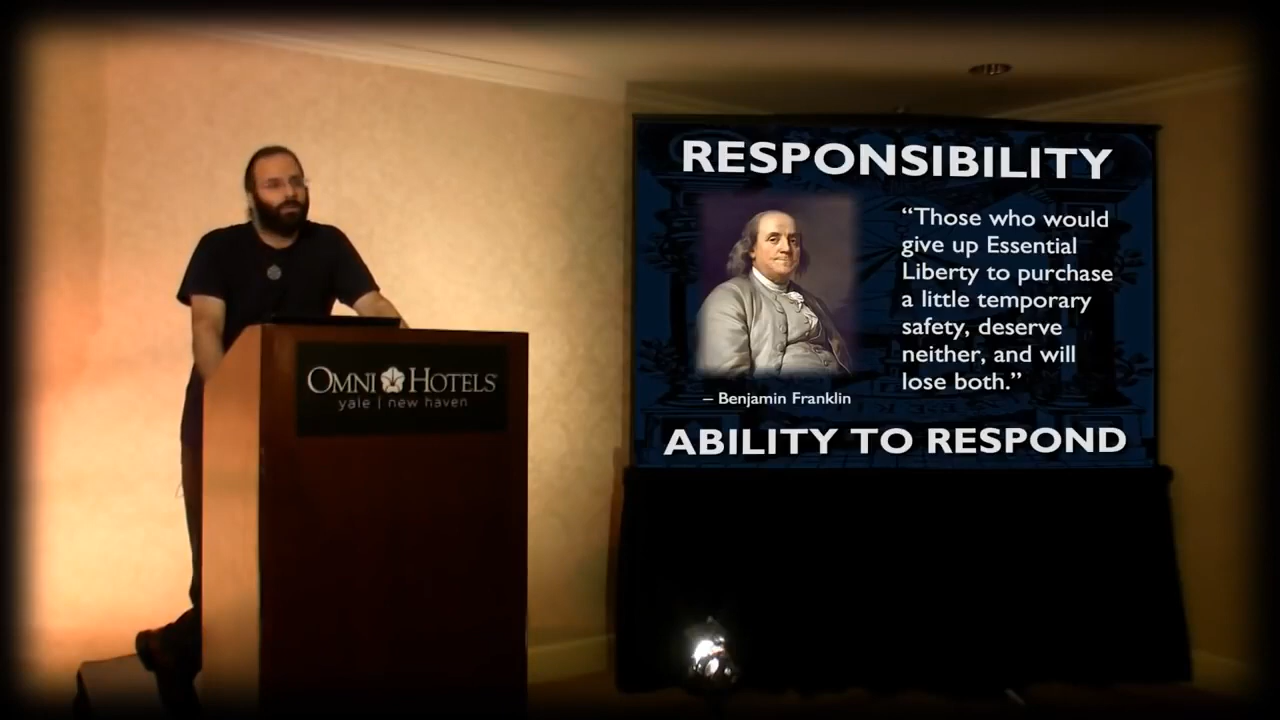 OMNI HOTELS
yale | new haven
RESPONSIBILITY
“Those who would
give up Essential
Liberty to purchase
a little temporary
safety, deserve
neither, and will
lose both.”
– Benjamin Franklin
ABILITY TO RESPOND